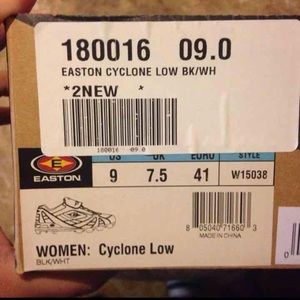 180016 09.0
EASTON CYCLONE LOW BK/WH
*2NEW *
180016 09.0
US UK EURO STYLE
EASTON
9 7.5 41 W15038
8 05040 71660 3
MADE IN CHINA
WOMEN: Cyclone Low
BLK/WHT
0